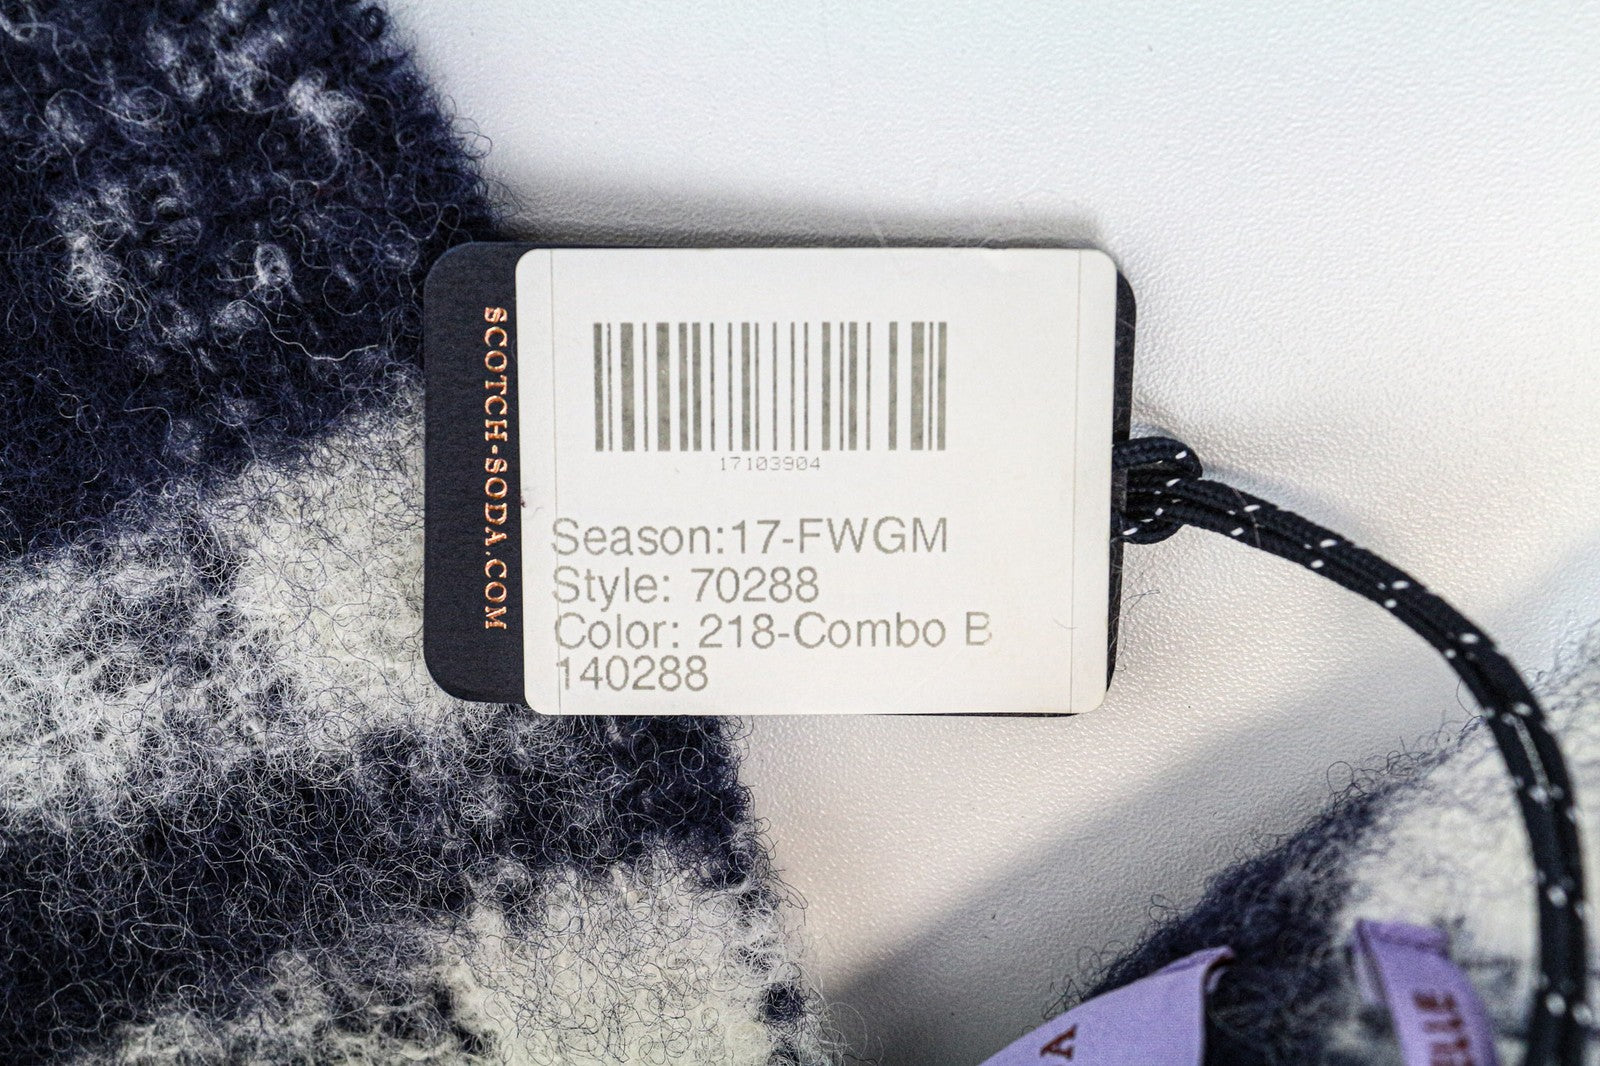 SCOTCH-SODA.COM
17103904
Season:17-FWGM
Style: 70288
Color: 218-Combo B
140288